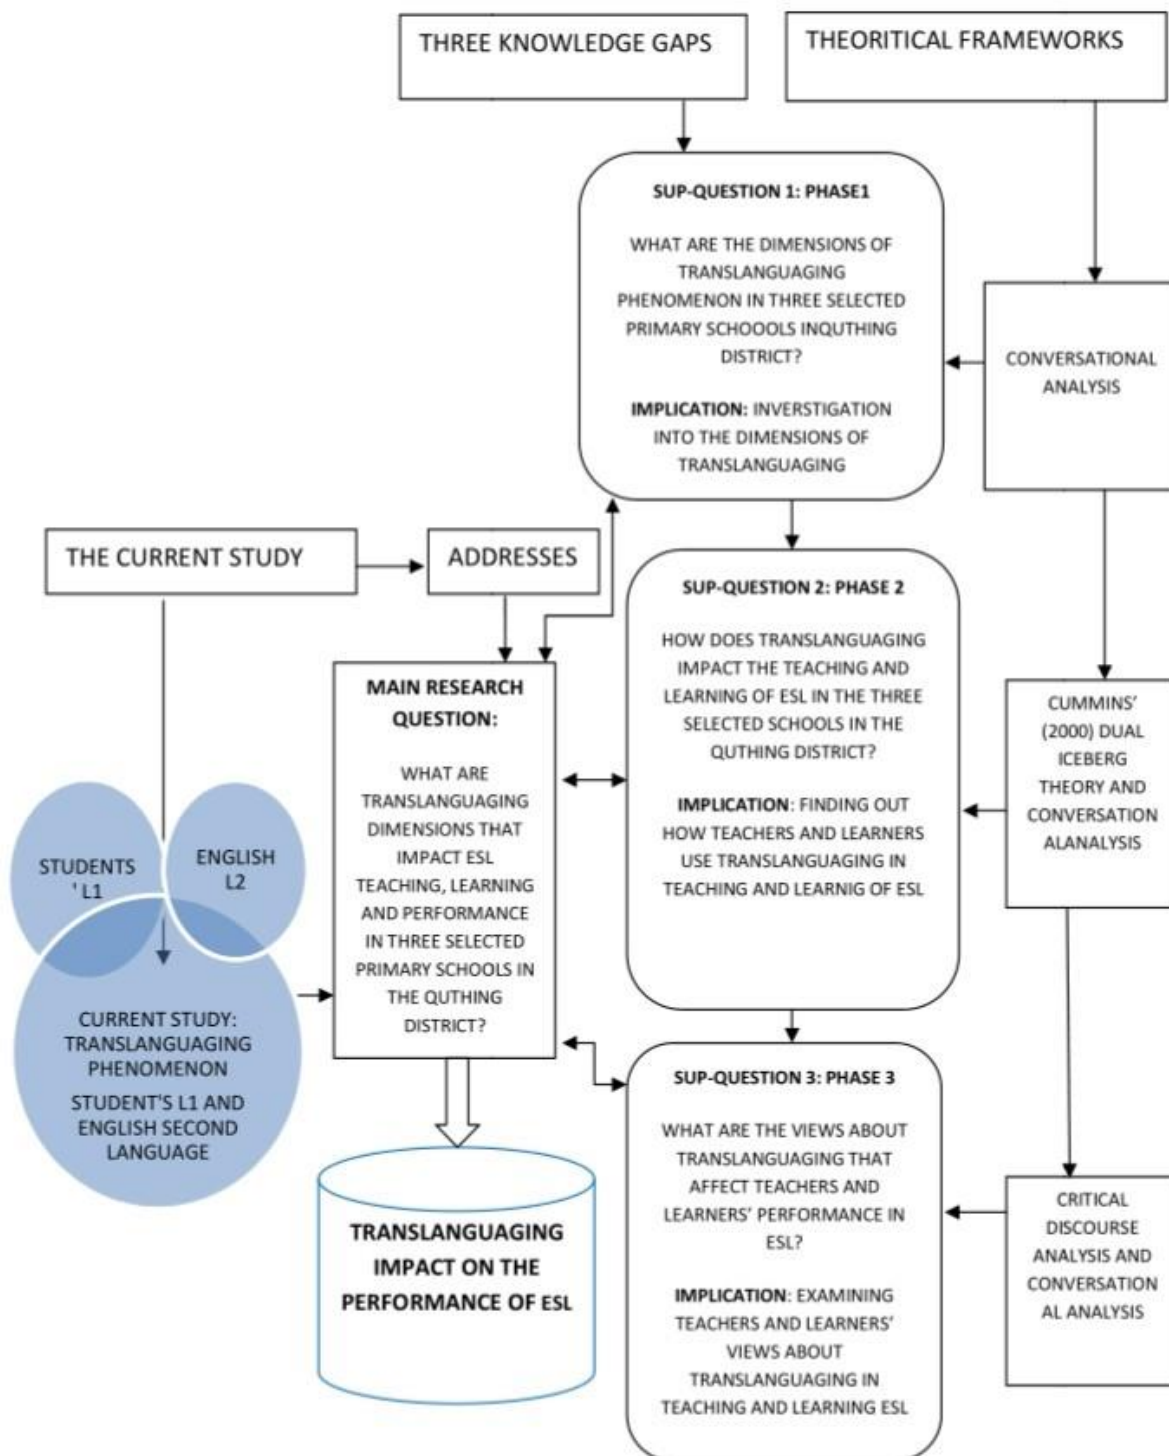 THREE KNOWLEDGE GAPS
THEORITICAL FRAMEWORKS
SUP-QUESTION 1: PHASE1
WHAT ARE THE DIMENSIONS OF
TRANSLANGUAGING
PHENOMENON IN THREE SELECTED
PRIMARY SCHOOOLS INQUTHING
DISTRICT?
IMPLICATION: INVERSTIGATION
INTO THE DIMENSIONS OF
TRANSLANGUAGING
CONVERSATIONAL
ANALYSIS
THE CURRENT STUDY
ADDRESSES
SUP-QUESTION 2: PHASE 2
HOW DOES TRANSLANGUAGING
IMPACT THE TEACHING AND
LEARNING OF ESL IN THE THREE
SELECTED SCHOOLS IN THE
QUTHING DISTRICT?
IMPLICATION: FINDING OUT
HOW TEACHERS AND LEARNERS
USE TRANSLANGUAGING IN
TEACHING AND LEARNIG OF ESL
CUMMINS'
(2000) DUAL
ICEBERG
THEORY AND
CONVERSATION
ALANALYSIS
MAIN RESEARCH
QUESTION:
WHAT ARE
TRANSLANGUAGING
DIMENSIONS THAT
IMPACT ESL
TEACHING, LEARNING
AND PERFORMANCE
IN THREE SELECTED
PRIMARY SCHOOLS IN
THE QUTHING
DISTRICT?
STUDENTS
' L1
ENGLISH
L2
CURRENT STUDY:
TRANSLANGUAGING
PHENOMENON
STUDENT'S L1 AND
ENGLISH SECOND
LANGUAGE
SUP-QUESTION 3: PHASE 3
WHAT ARE THE VIEWS ABOUT
TRANSLANGUAGING THAT
AFFECT TEACHERS AND
LEARNERS' PERFORMANCE IN
ESL?
IMPLICATION: EXAMINING
TEACHERS AND LEARNERS'
VIEWS ABOUT
TRANSLANGUAGING IN
TEACHING AND LEARNING ESL
CRITICAL
DISCOURSE
ANALYSIS AND
CONVERSATION
AL ANALYSIS
TRANSLANGUAGING
IMPACT ON THE
PERFORMANCE OF ESL